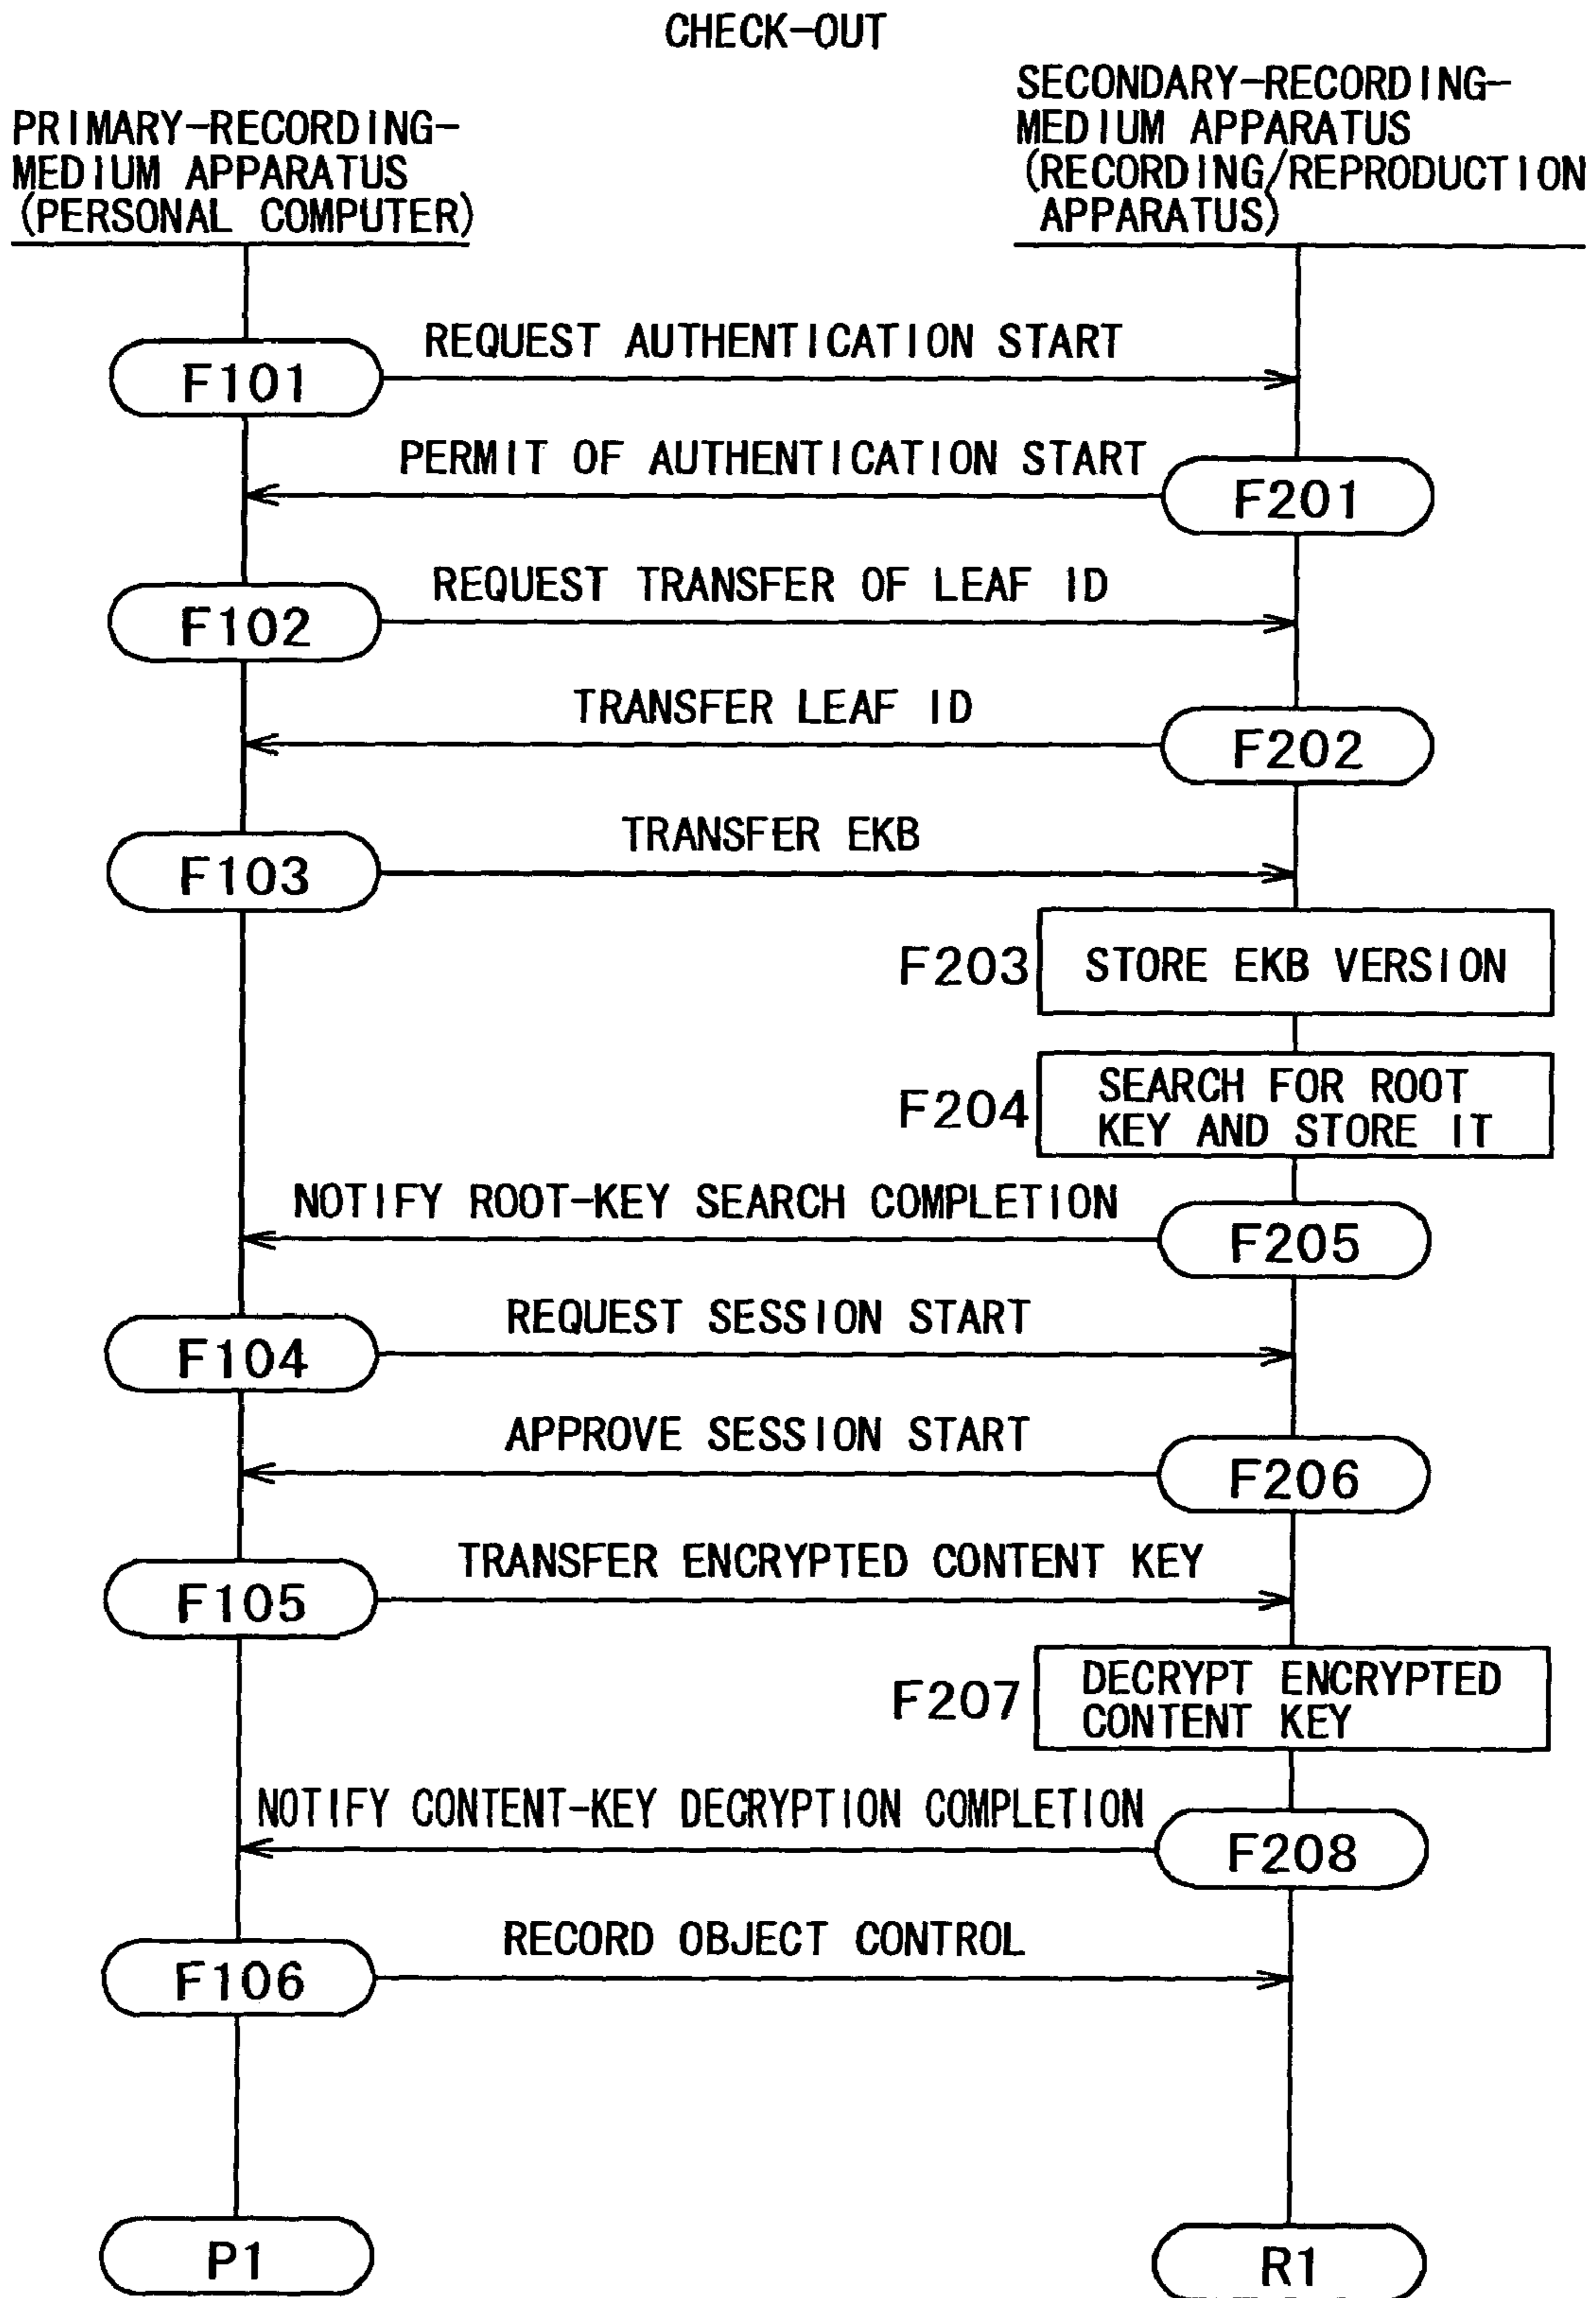 CHECK-OUT
PRIMARY-RECORDING-
MEDIUM APPARATUS
(PERSONAL COMPUTER)
SECONDARY-RECORDING-
MEDIUM APPARATUS
(RECORDING/REPRODUCTION
APPARATUS)
REQUEST AUTHENTICATION START
F101
PERMIT OF AUTHENTICATION START
F201
REQUEST TRANSFER OF LEAF ID
F102
TRANSFER LEAF ID
F202
TRANSFER EKB
F103
F203
STORE EKB VERSION
F204
SEARCH FOR ROOT
KEY AND STORE IT
NOTIFY ROOT-KEY SEARCH COMPLETION
F205
REQUEST SESSION START
F104
APPROVE SESSION START
F206
TRANSFER ENCRYPTED CONTENT KEY
F105
F207
DECRYPT ENCRYPTED
CONTENT KEY
NOTIFY CONTENT-KEY DECRYPTION COMPLETION
F208
RECORD OBJECT CONTROL
F106
P1
R1